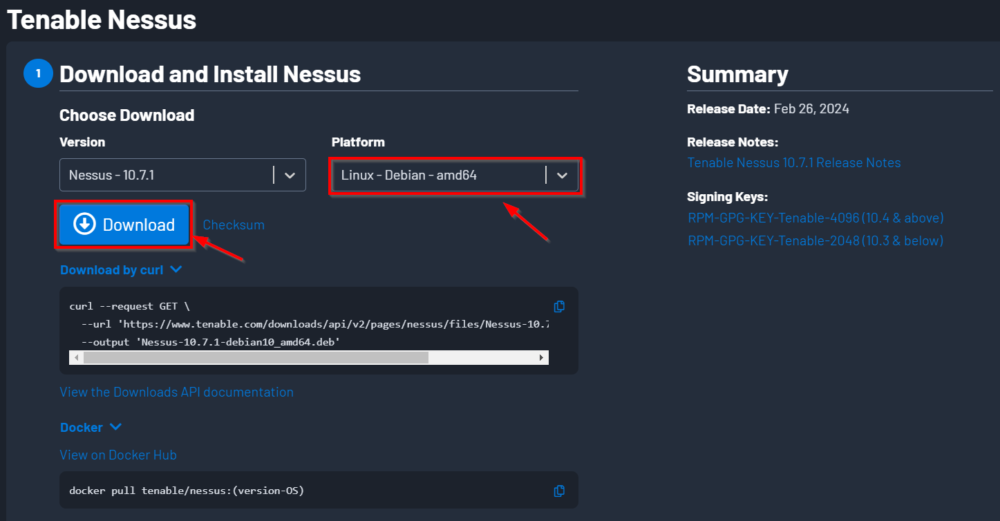 Tenable Nessus
1
Download and Install Nessus
Choose Download
Version
Platform
Nessus - 10.7.1
Linux - Debian - amd64
Download
Checksum
Download by curl
curl --request GET \
--url 'https://www.tenable.com/downloads/api/v2/pages/nessus/files/Nessus-10.7
--output 'Nessus-10.7.1-debian10_amd64.deb'
View the Downloads API documentation
Docker
View on Docker Hub
docker pull tenable/nessus:(version-OS)
Summary
Release Date: Feb 26, 2024
Release Notes:
Tenable Nessus 10.7.1 Release Notes
Signing Keys:
RPM-GPG-KEY-Tenable-4096 (10.4 & above)
RPM-GPG-KEY-Tenable-2048 (10.3 & below)